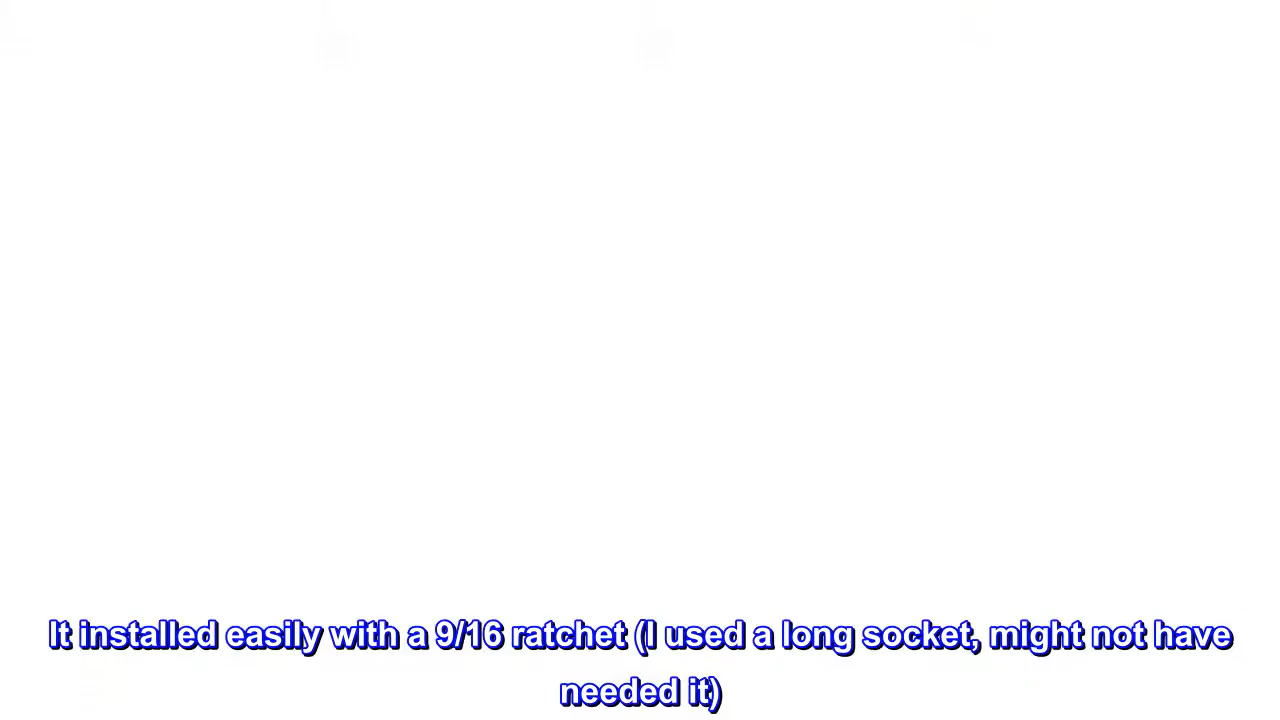 It installed easily with a 9/16 ratchet (I used a long socket, might not have
needed it)